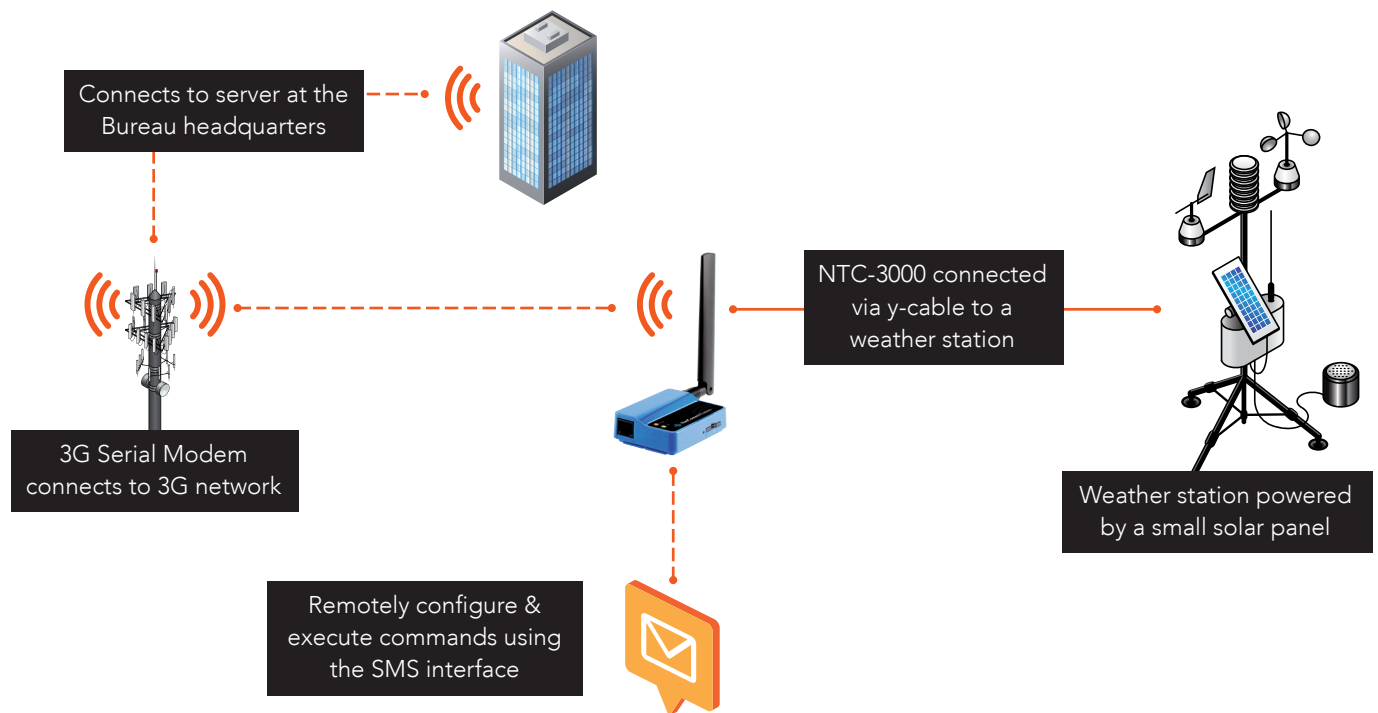 Connects to server at the
Bureau headquarters
NTC-3000 connected
via y-cable to a
weather station
3G Serial Modem
connects to 3G network
Weather station powered
by a small solar panel
Remotely configure &
execute commands using
the SMS interface